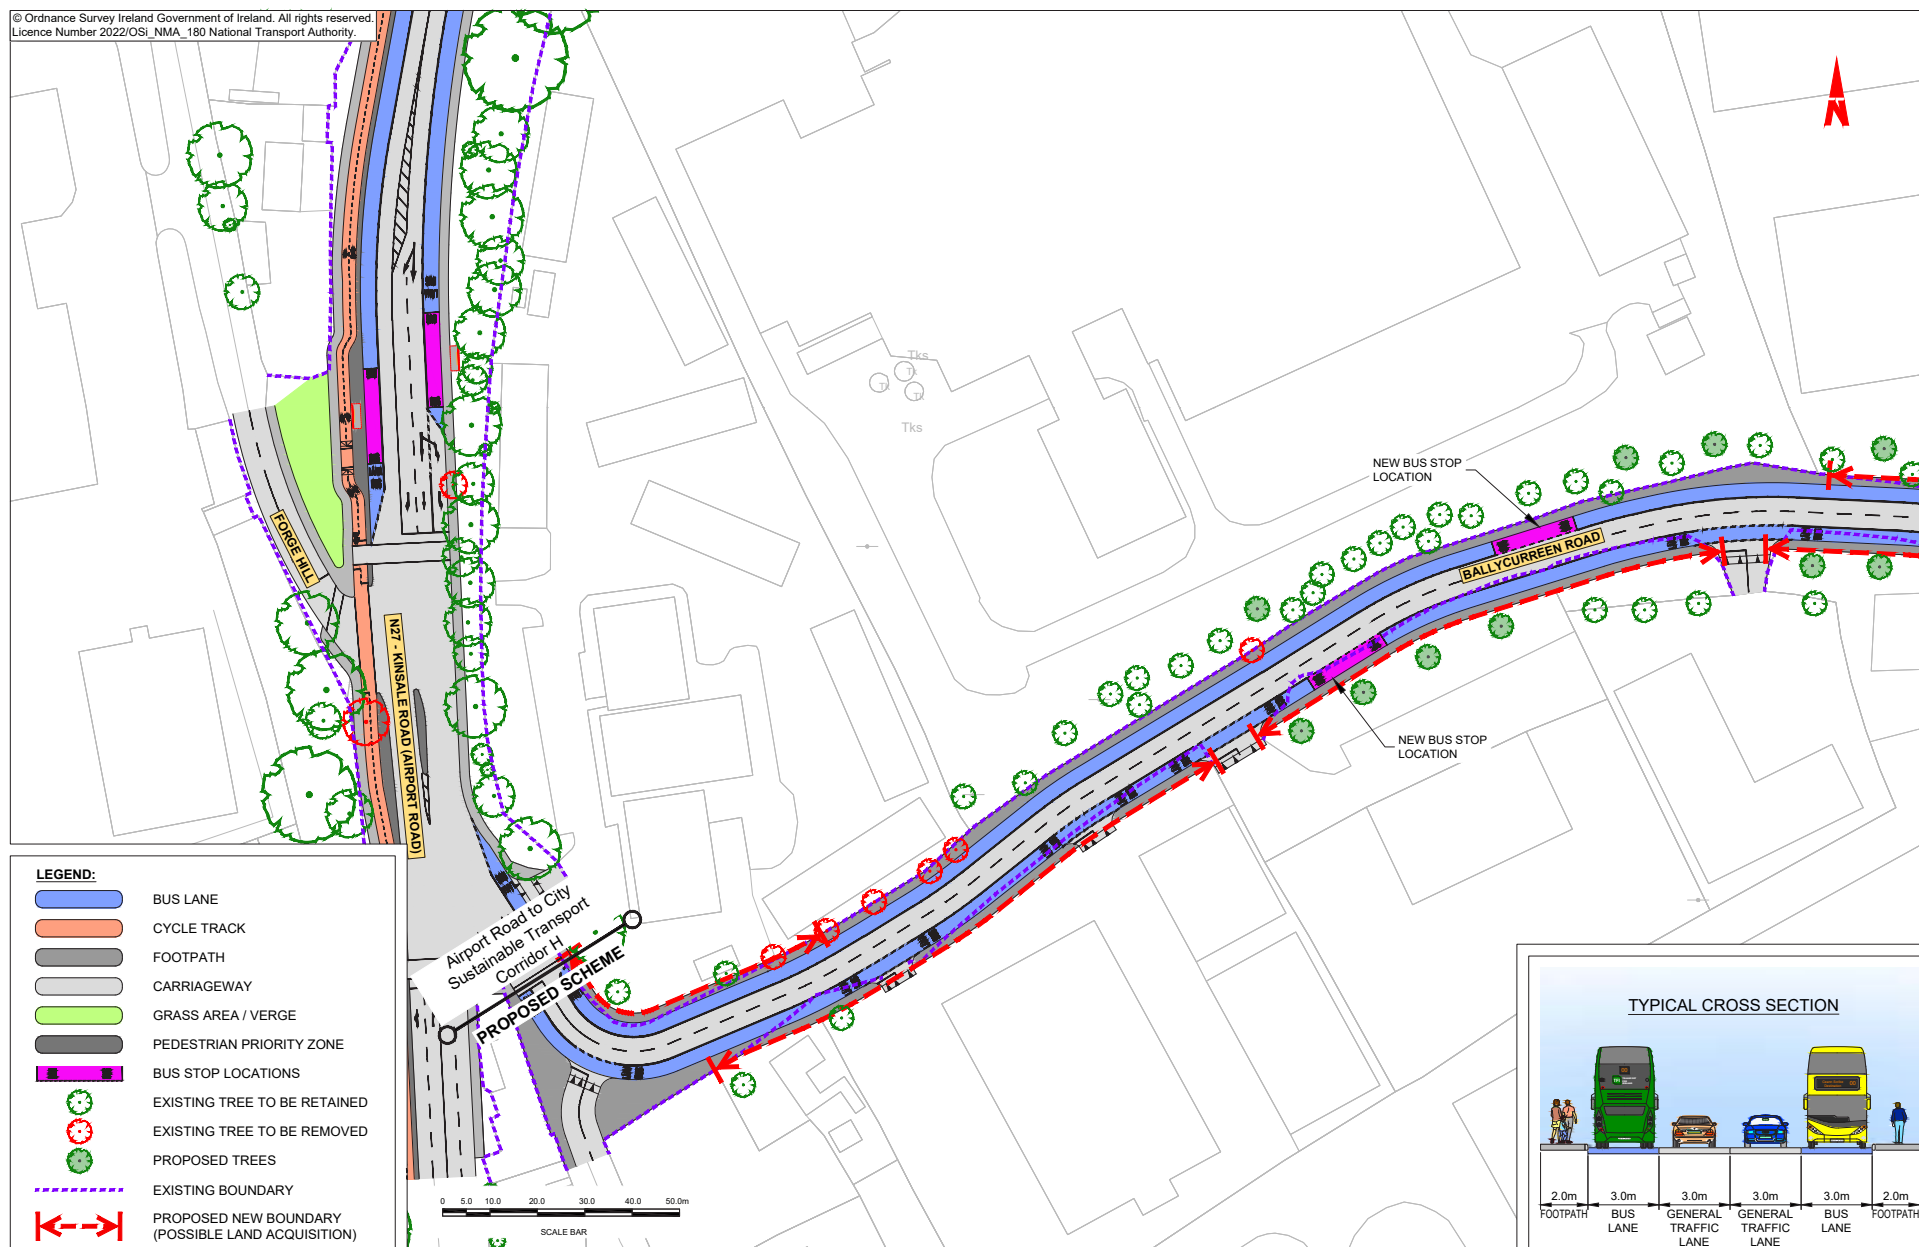 © Ordnance Survey Ireland Government of Ireland. All rights reserved.
Licence Number 2022/OSi_NMA_180 National Transport Authority.
Tks
Tk
Tk
Tk
Tks
NEW BUS STOP
LOCATION
BALLYCURREEN ROAD
FORGE HILL
N27 - KINSALE ROAD (AIRPORT ROAD)
NEW BUS STOP
LOCATION
Airport Road to City
Sustainable Transport
Corridor H
PROPOSED SCHEME
LEGEND:
BUS LANE
CYCLE TRACK
FOOTPATH
CARRIAGEWAY
GRASS AREA / VERGE
PEDESTRIAN PRIORITY ZONE
BUS STOP LOCATIONS
EXISTING TREE TO BE RETAINED
EXISTING TREE TO BE REMOVED
PROPOSED TREES
EXISTING BOUNDARY
PROPOSED NEW BOUNDARY
(POSSIBLE LAND ACQUISITION)
0 5.0 10.0 20.0 30.0 40.0 50.0m
SCALE BAR
TYPICAL CROSS SECTION
2.0m 3.0m 3.0m 3.0m 3.0m 2.0m
FOOTPATH BUS GENERAL GENERAL BUS FOOTPATH
LANE TRAFFIC TRAFFIC LANE
LANE LANE